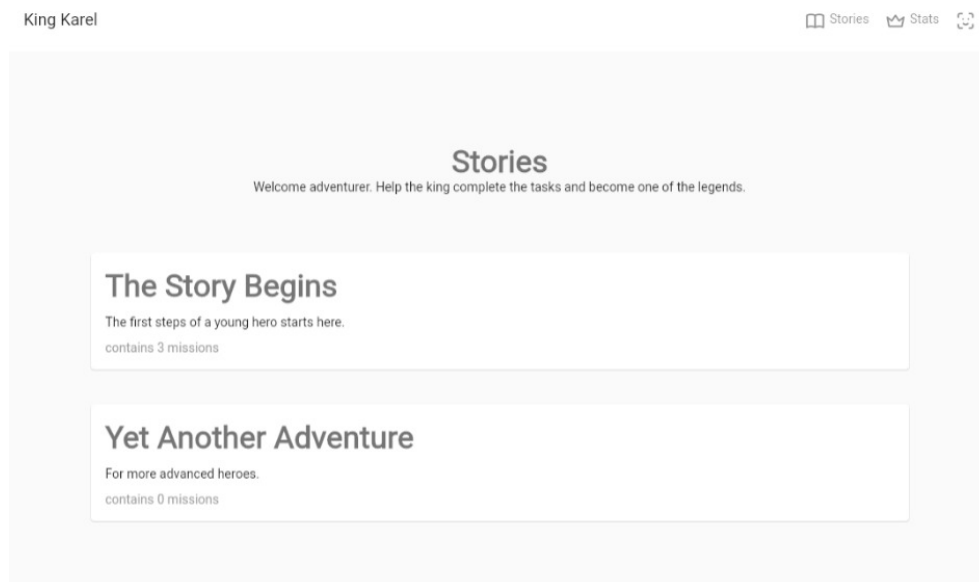 King Karel Stories Stats
Stories
Welcome adventurer. Help the king complete the tasks and become one of the legends.
The Story Begins
The first steps of a young hero starts here.
contains 3 missions
Yet Another Adventure
For more advanced heroes.
contains 0 missions